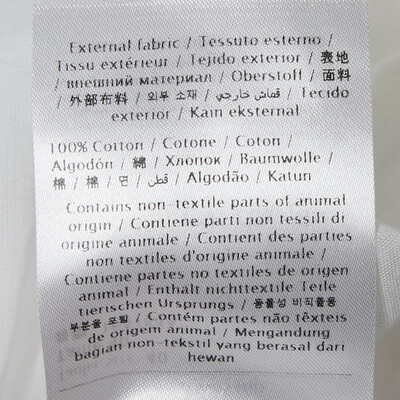 External fabric / Tessuto esterno /
Tissu extérieur / Tejido exterior / 表地
/ внешний материал / Oberstoff / 面料
/ 外部布料 / 외부 소재 / قماش خارجي / Tecido
exterior / Kain eksternal
100% Cotton / Cotone / Coton /
Algodón / 綿 / Хлопок / Baumwolle /
棉 / 棉 / 면 / قطن / Algodão / Katun
Contains non-textile parts of animal
origin / Contiene parti non tessili di
origine animale / Contient des parties
non textiles d'origine animale /
Contiene partes no textiles de origen
animal / Enthält nichttextile Teile
tierischen Ursprungs / 동물성 비직물용
부분을 포함 / Contém partes não têxteis
de origem animal / Mengandung
bagian non-tekstil yang berasal dari
hewan